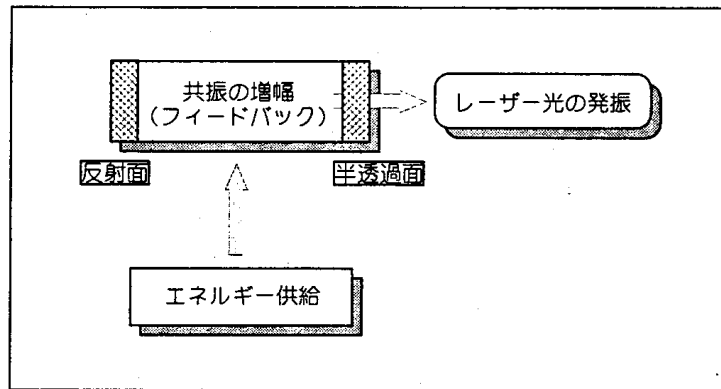 共振の増幅
（フィードバック）
レーザー光の発振
反射面
半透過面
エネルギー供給